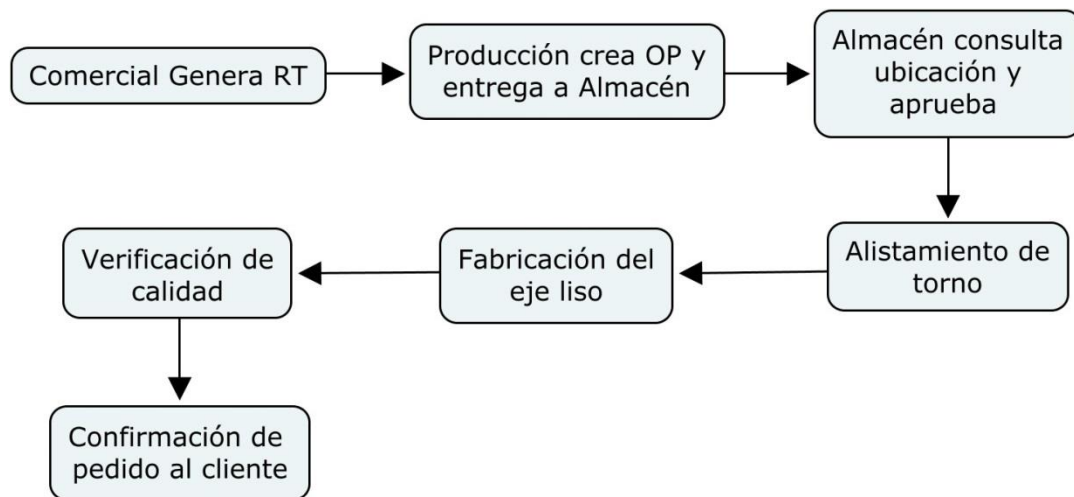 Comercial Genera RT
Producción crea OP y
entrega a Almacén
Almacén consulta
ubicación y
aprueba
Alistamiento de
torno
Fabricación del
eje liso
Verificación de
calidad
Confirmación de
pedido al cliente